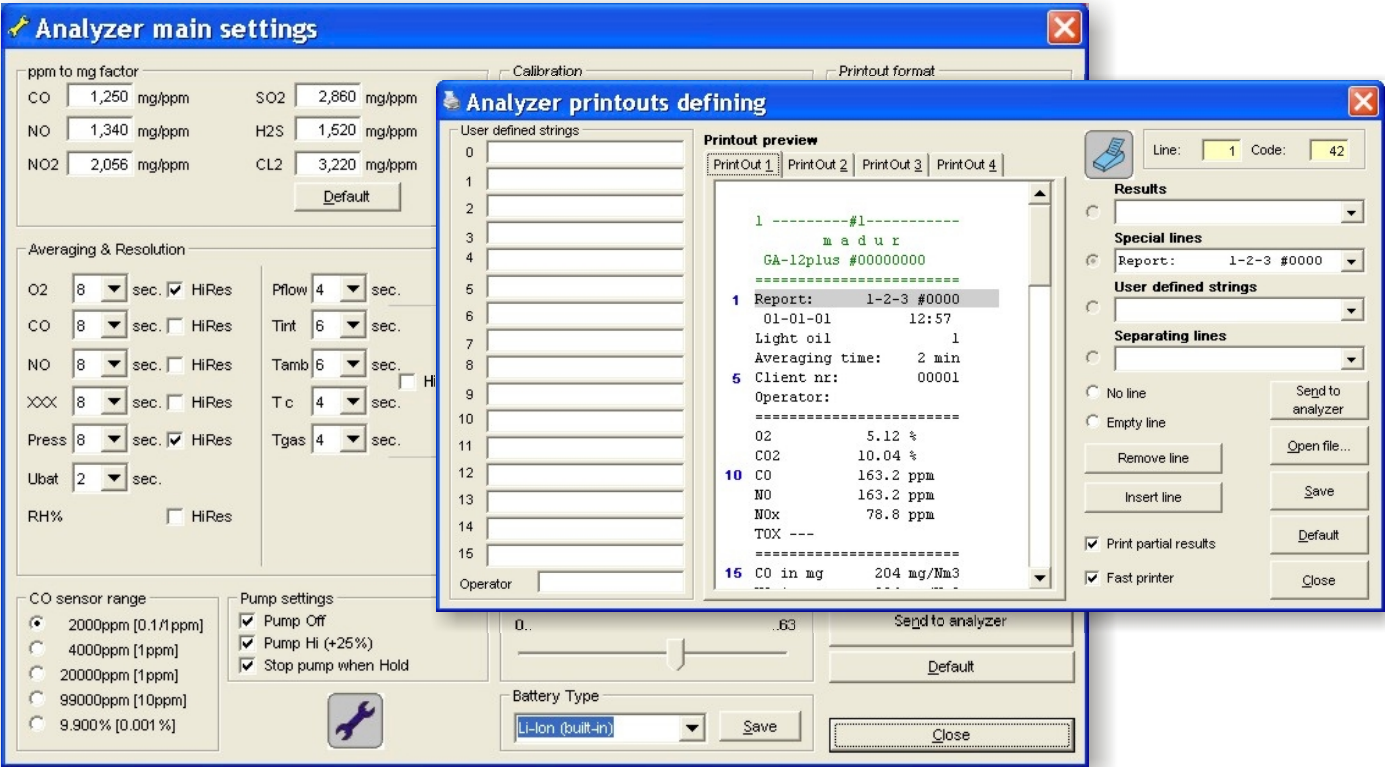 Analyzer main settings
ppm to mg factor
CO 1,250 mg/ppm SO2 2,860 mg/ppm
NO 1,340 mg/ppm H2S 1,520 mg/ppm
NO2 2,056 mg/ppm CL2 3,220 mg/ppm
Default
Calibration
Printout format
Averaging & Resolution
O2 8 sec. HiRes Pflow 4 sec.
CO 8 sec. HiRes Tint 6 sec.
NO 8 sec. HiRes Tamb 6 sec. Hi
XXX 8 sec. HiRes Tc 4 sec.
Press 8 sec. HiRes Tgas 4 sec.
Ubat 2 sec.
RH% HiRes
CO sensor range
2000ppm [0.1/1ppm]
4000ppm [1ppm]
20000ppm [1ppm]
99000ppm [10ppm]
9.900% [0.001%]
Pump settings
Pump Off
Pump Hi (+25%)
Stop pump when Hold
0.. ..63
Battery Type
Li-Ion (built-in) Save
Send to analyzer
Default
Close
Analyzer printouts defining
User defined strings
0
1
2
3
4
5
6
7
8
9
10
11
12
13
14
15
Operator
Printout preview
PrintOut 1 PrintOut 2 PrintOut 3 PrintOut 4
1 ---------#1-----------
m a d u r
GA-12plus #00000000
========================
1 Report: 1-2-3 #0000
01-01-01 12:57
Light oil 1
Averaging time: 2 min
5 Client nr: 00001
Operator:
========================
O2 5.12 %
CO2 10.04 %
10 CO 163.2 ppm
NO 163.2 ppm
NOx 78.8 ppm
TOX ---
========================
15 CO in mg 204 mg/Nm3
Line: 1 Code: 42
Results
Special lines
Report: 1-2-3 #0000
User defined strings
Separating lines
No line
Empty line
Remove line
Insert line
Print partial results
Fast printer
Send to
analyzer
Open file...
Save
Default
Close